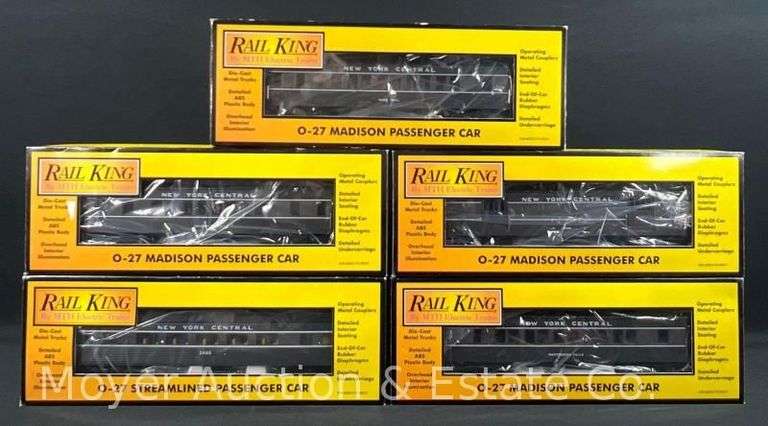 RAIL KING
By MTH Electric Trains
Die-Cast
Metal Trucks
Detailed
ABS
Plastic Body
Overhead
Interior
Illumination
NEW YORK CENTRAL
Operating
Metal Couplers
Detailed
Interior
Seating
End-Of-Car
Rubber
Diaphragms
Detailed
Undercarriage
O-27 MADISON PASSENGER CAR
RAIL KING
By MTH Electric Trains
Die-Cast
Metal Trucks
Detailed
ABS
Plastic Body
Overhead
Interior
Illumination
NEW YORK CENTRAL
Operating
Metal Couplers
Detailed
Interior
Seating
End-Of-Car
Rubber
Diaphragms
Detailed
Undercarriage
O-27 MADISON PASSENGER CAR
RAIL KING
By MTH Electric Trains
Die-Cast
Metal Trucks
Detailed
ABS
Plastic Body
Overhead
Interior
Illumination
NEW YORK CENTRAL
Operating
Metal Couplers
Detailed
Interior
Seating
End-Of-Car
Rubber
Diaphragms
Detailed
Undercarriage
O-27 MADISON PASSENGER CAR
RAIL KING
By MTH Electric Trains
Die-Cast
Metal Trucks
Detailed
ABS
Plastic Body
Overhead
Interior
Illumination
NEW YORK CENTRAL
Operating
Metal Couplers
Detailed
Interior
Seating
End-Of-Car
Rubber
Diaphragms
Detailed
Undercarriage
O-27 STREAMLINED PASSENGER CAR
RAIL KING
By MTH Electric Trains
Die-Cast
Metal Trucks
Detailed
ABS
Plastic Body
Overhead
Interior
Illumination
NEW YORK CENTRAL
Operating
Metal Couplers
Detailed
Interior
Seating
End-Of-Car
Rubber
Diaphragms
Detailed
Undercarriage
O-27 MADISON PASSENGER CAR
Moyer Auction & Estate Co.